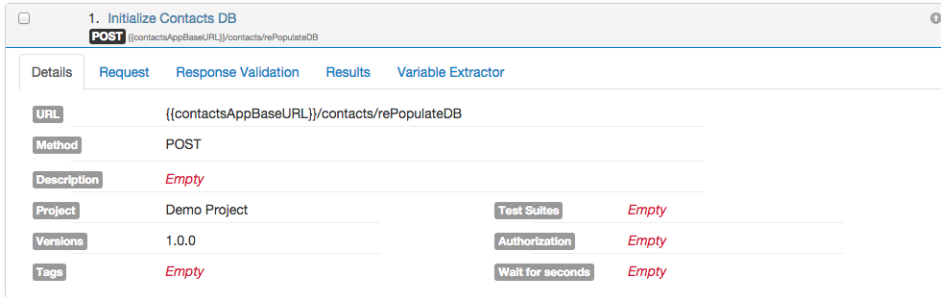 1. Initialize Contacts DB
POST {{contactsAppBaseURL}}/contacts/rePopulateDB
Details Request Response Validation Results Variable Extractor
URL {{contactsAppBaseURL}}/contacts/rePopulateDB
Method POST
Description Empty
Project Demo Project Test Suites Empty
Versions 1.0.0 Authorization Empty
Tags Empty Wait for seconds Empty